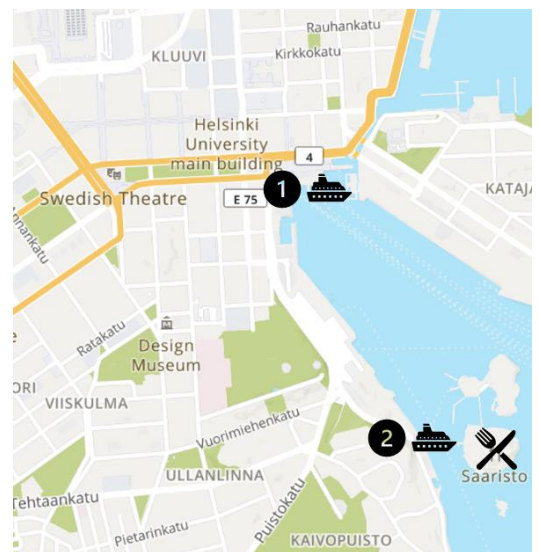 Rauhankatu
KLUUVI
Kirkkokatu
Helsinki
University
main building
4
1
KATAJ
Swedish Theatre
E 75
Annankatu
Ratakatu
Design
Museum
ORI
VIISKULMA
Vuorimiehenkatu
2
ULLANLINNA
Saaristo
Tehtaankatu
Puistokatu
Pietarinkatu
KAIVOPUISTO